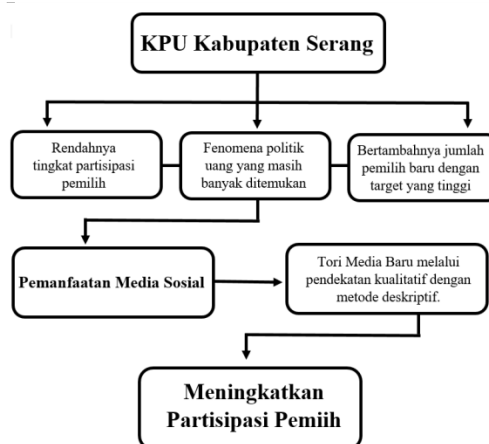 KPU Kabupaten Serang
Rendahnya
tingkat partisipasi
pemilih
Fenomena politik
uang yang masih
banyak ditemukan
Bertambahnya jumlah
pemilih baru dengan
target yang tinggi
Pemanfaatan Media Sosial
Tori Media Baru melalui
pendekatan kualitatif dengan
metode deskriptif.
Meningkatkan
Partisipasi Pemiih